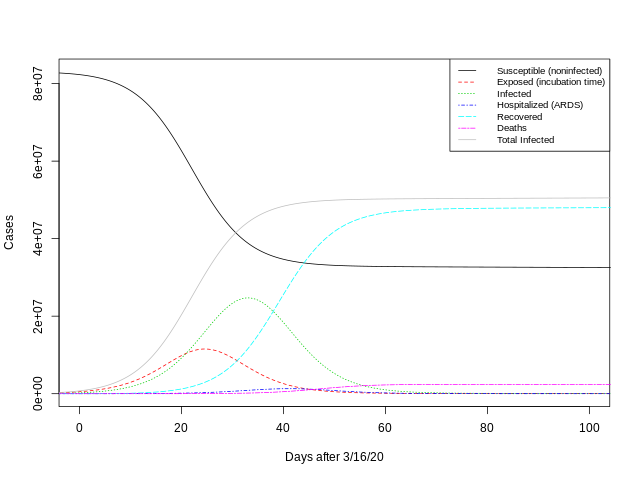 8e+07
6e+07
4e+07
2e+07
0e+00
Cases
Susceptible (noninfected)
Exposed (incubation time)
Infected
Hospitalized (ARDS)
Recovered
Deaths
Total Infected
0 20 40 60 80 100
Days after 3/16/20